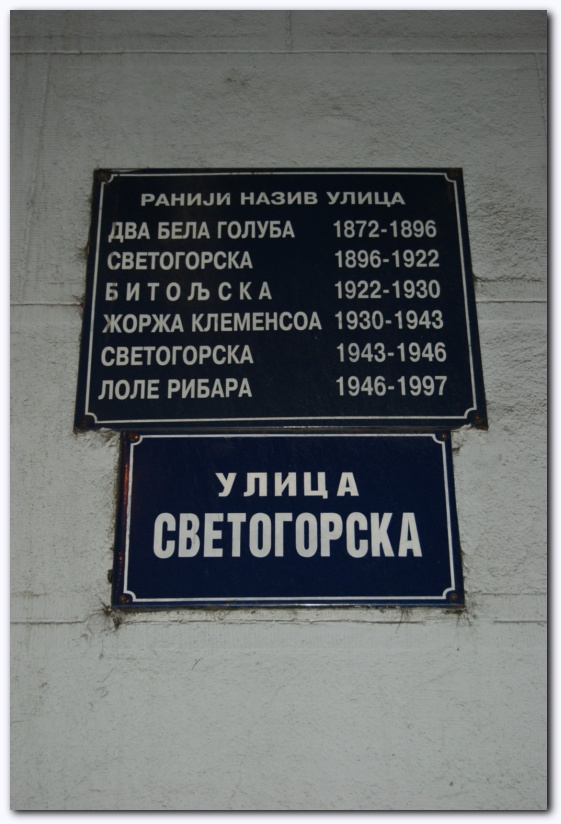 РАНИЈИ НАЗИВ УЛИЦА
ДВА БЕЛА ГОЛУБА 1872-1896
СВЕТОГОРСКА 1896-1922
БИТОЉСКА 1922-1930
ЖОРЖА КЛЕМЕНСОА 1930-1943
СВЕТОГОРСКА 1943-1946
ЛОЛЕ РИБАРА 1946-1997
УЛИЦА
СВЕТОГОРСКА